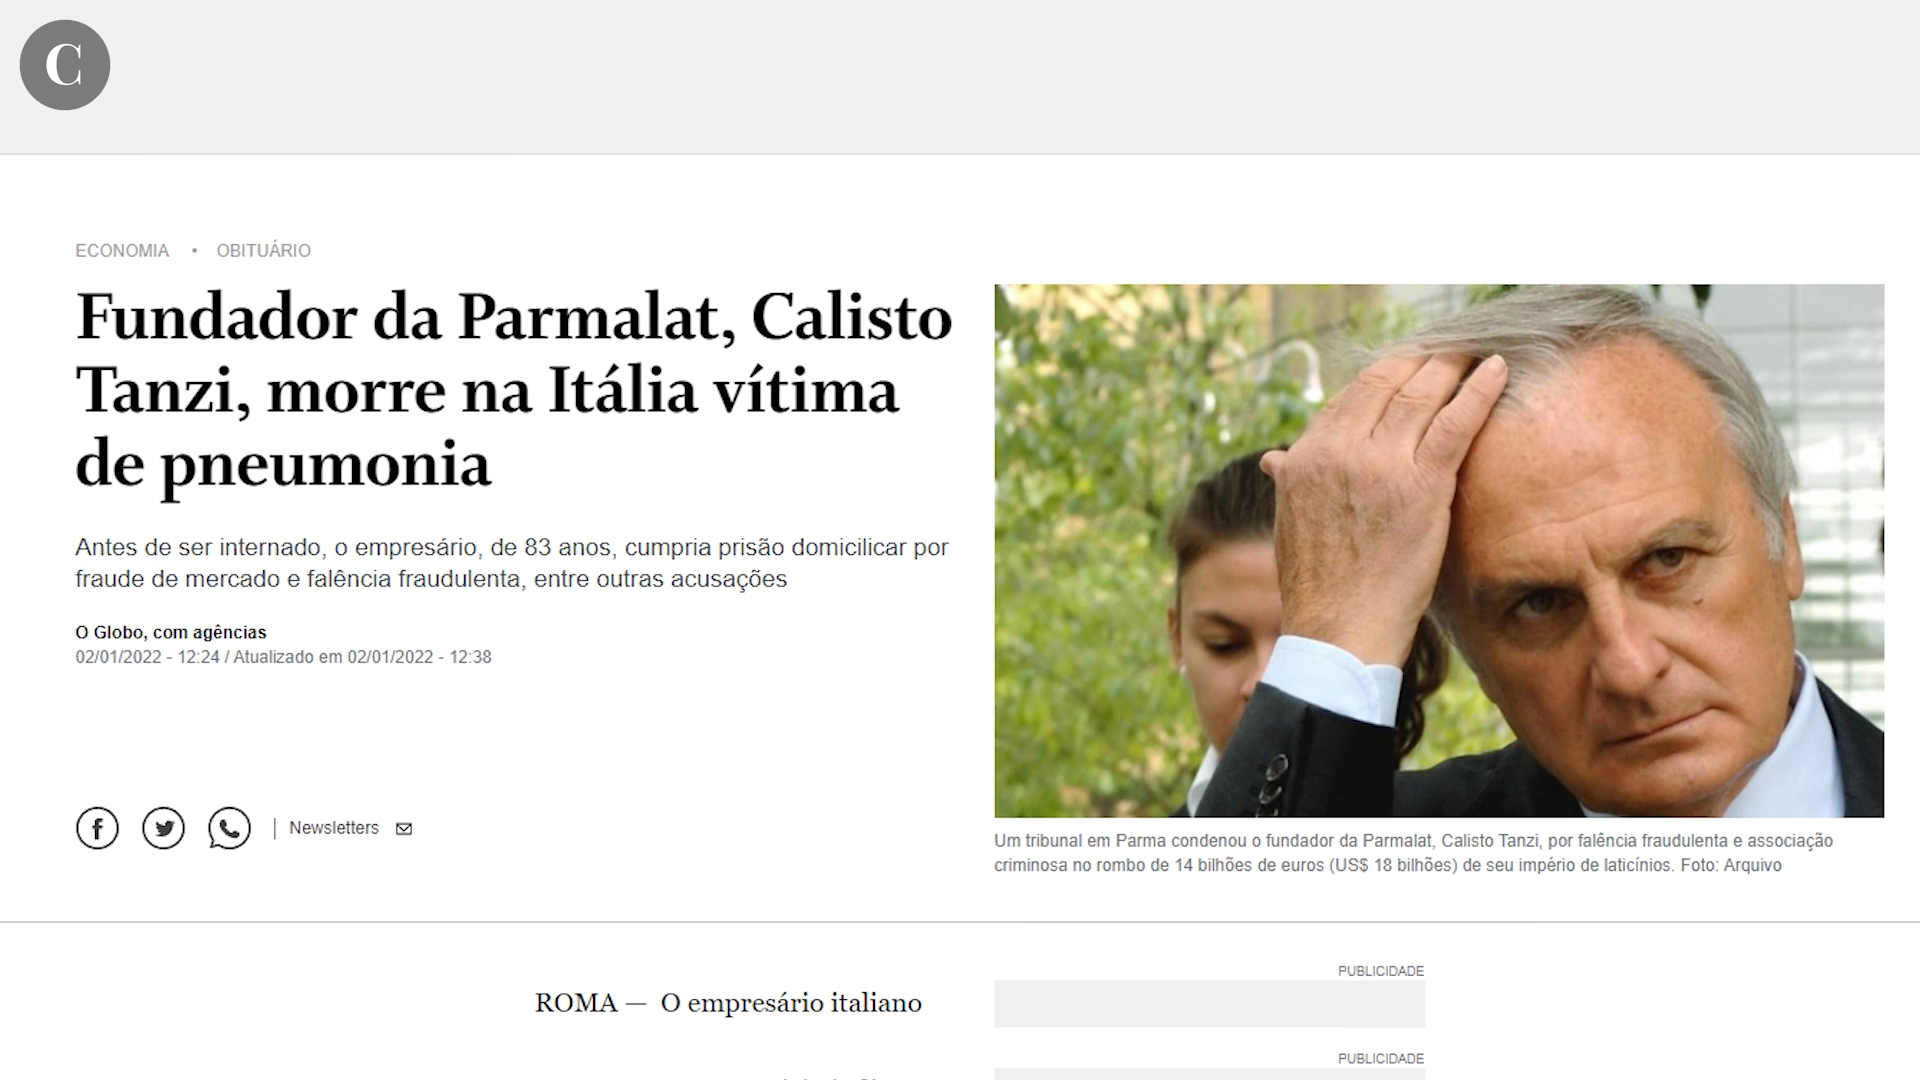 C
ECONOMIA • OBITUÁRIO
Fundador da Parmalat, Calisto
Tanzi, morre na Itália vítima
de pneumonia
Antes de ser internado, o empresário, de 83 anos, cumpria prisão domicilicar por
fraude de mercado e falência fraudulenta, entre outras acusações
O Globo, com agências
02/01/2022 - 12:24 / Atualizado em 02/01/2022 - 12:38
Newsletters
Um tribunal em Parma condenou o fundador da Parmalat, Calisto Tanzi, por falência fraudulenta e associação
criminosa no rombo de 14 bilhões de euros (US$ 18 bilhões) de seu império de laticínios. Foto: Arquivo
PUBLICIDADE
ROMA — O empresário italiano
PUBLICIDADE